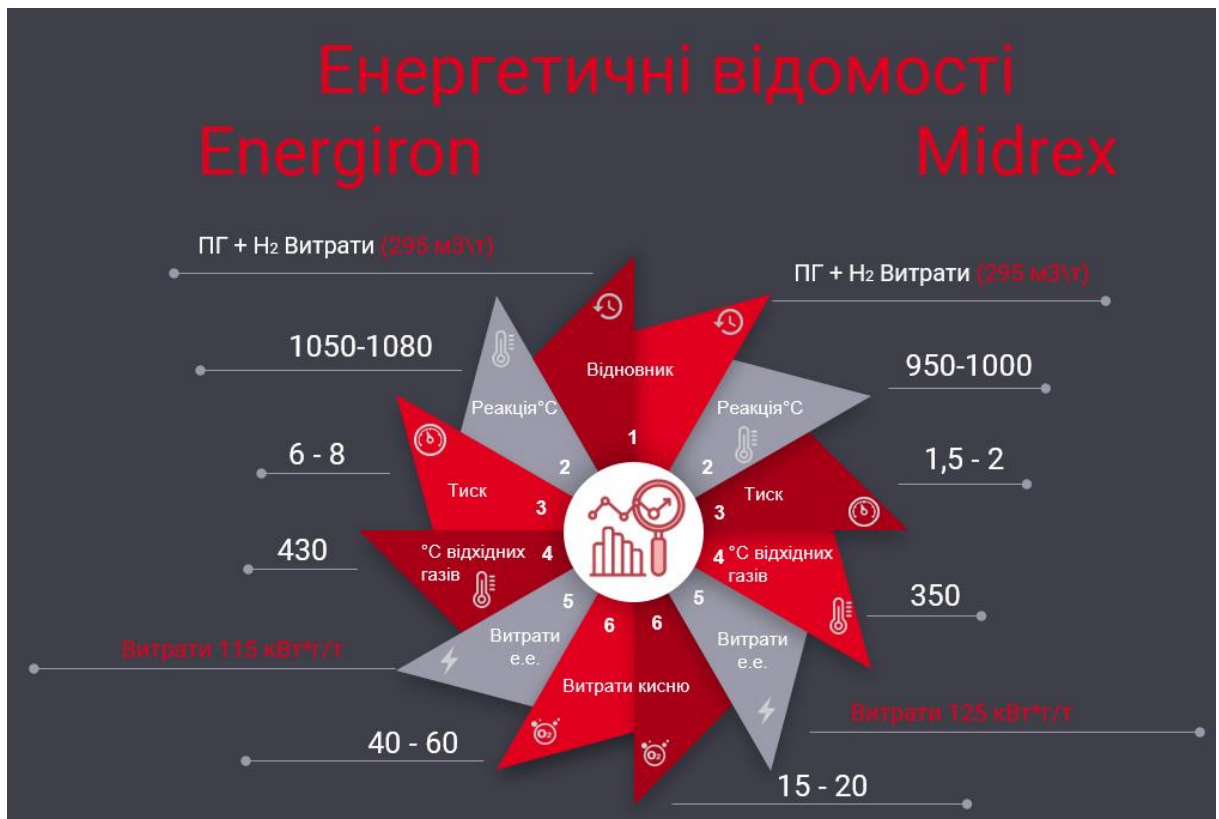 Енергетичні відомості
Energiron
Midrex
ПГ + H₂ Витрати (295 м3\т)
ПГ + H₂ Витрати (295 м3\т)
1050-1080
950-1000
6 - 8
1,5 - 2
430
350
Витрати 115 кВт*г/т
Витрати 125 кВт*г/т
40 - 60
15 - 20
Відновник
1
Реакція°С
2
Реакція°С
2
Тиск
3
Тиск
3
°С відхідних
газів
4
°С відхідних
газів
4
Витрати
е.е.
5
Витрати
е.е.
5
Витрати кисню
6
6
O₂
O₂